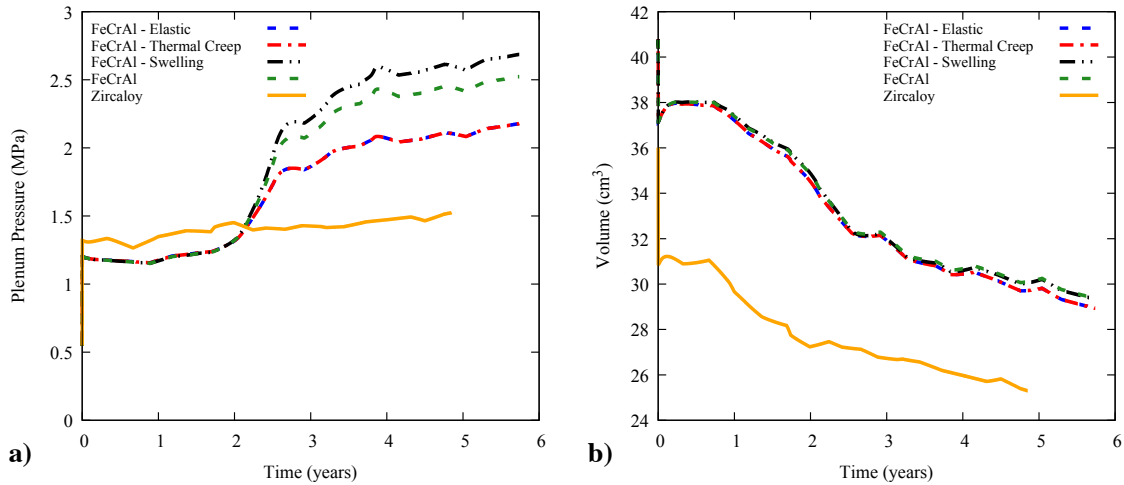 3
2.5
2
1.5
1
0.5
0
Plenum Pressure (MPa)
FeCrAl - Elastic
FeCrAl - Thermal Creep
FeCrAl - Swelling
FeCrAl
Zircaloy
0 1 2 3 4 5 6
Time (years)
a)
42
40
38
36
34
32
30
28
26
24
Volume (cm³)
FeCrAl - Elastic
FeCrAl - Thermal Creep
FeCrAl - Swelling
FeCrAl
Zircaloy
0 1 2 3 4 5 6
Time (years)
b)